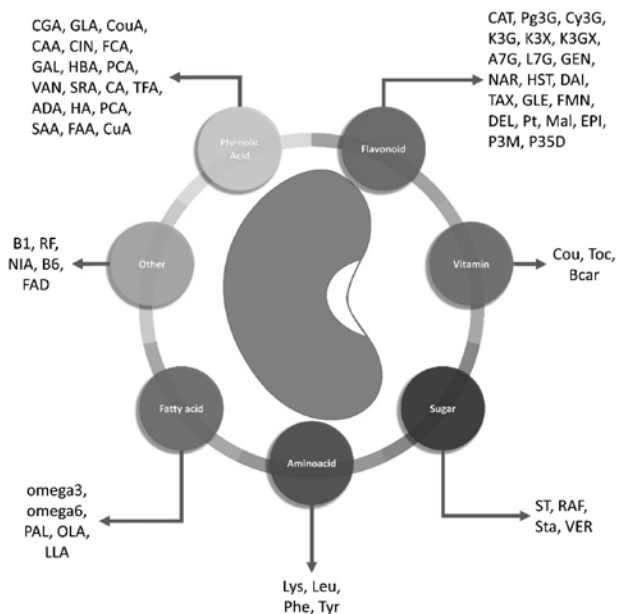 CGA, GLA, CouA,
CAA, CIN, FCA,
GAL, HBA, PCA,
VAN, SRA, CA, TFA,
ADA, HA, PCA,
SAA, FAA, CuA
CAT, Pg3G, Cy3G,
K3G, K3X, K3GX,
A7G, L7G, GEN,
NAR, HST, DAI,
TAX, GLE, FMN,
DEL, Pt, Mal, EPI,
P3M, P35D
Phenolic
Acid
Flavonoid
B1, RF,
NIA, B6,
FAD
Other
Vitamin
Cou, Toc,
Bcar
Fatty acid
Sugar
Aminoacid
omega3,
omega6,
PAL, OLA,
LLA
ST, RAF,
Sta, VER
Lys, Leu,
Phe, Tyr